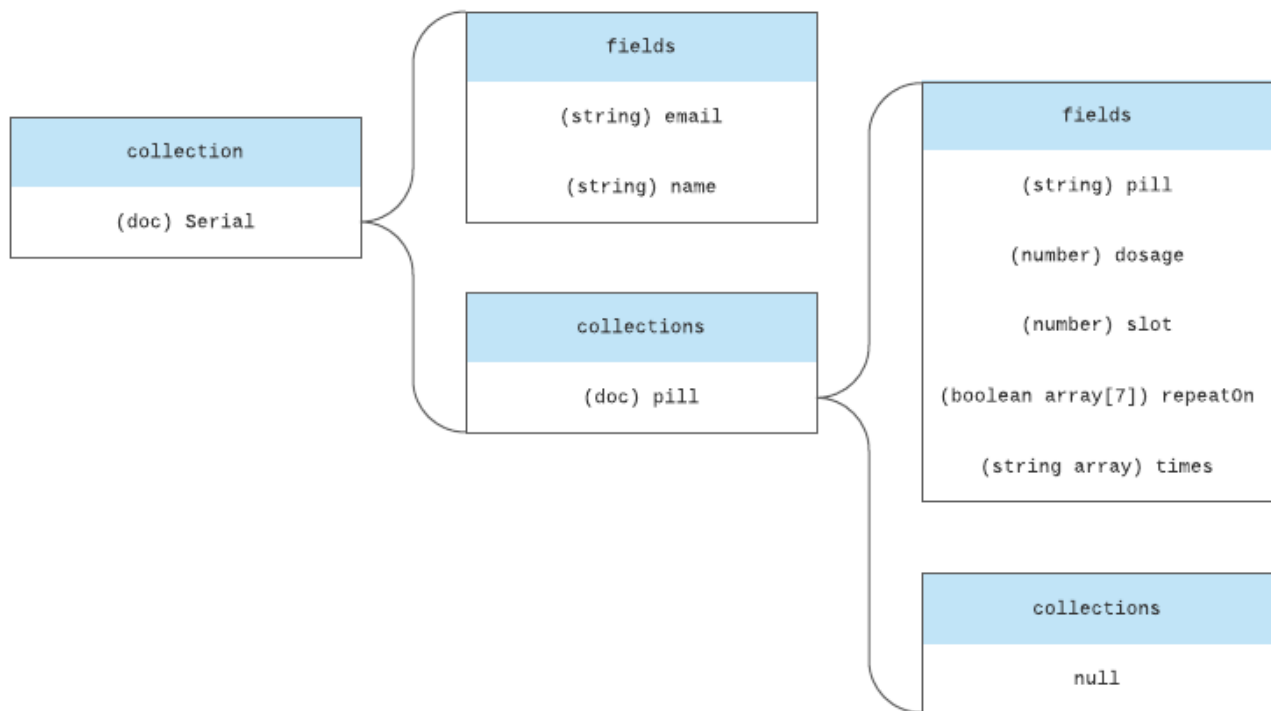 collection
(doc) Serial
fields
(string) email
(string) name
collections
(doc) pill
fields
(string) pill
(number) dosage
(number) slot
(boolean array[7]) repeatOn
(string array) times
collections
null